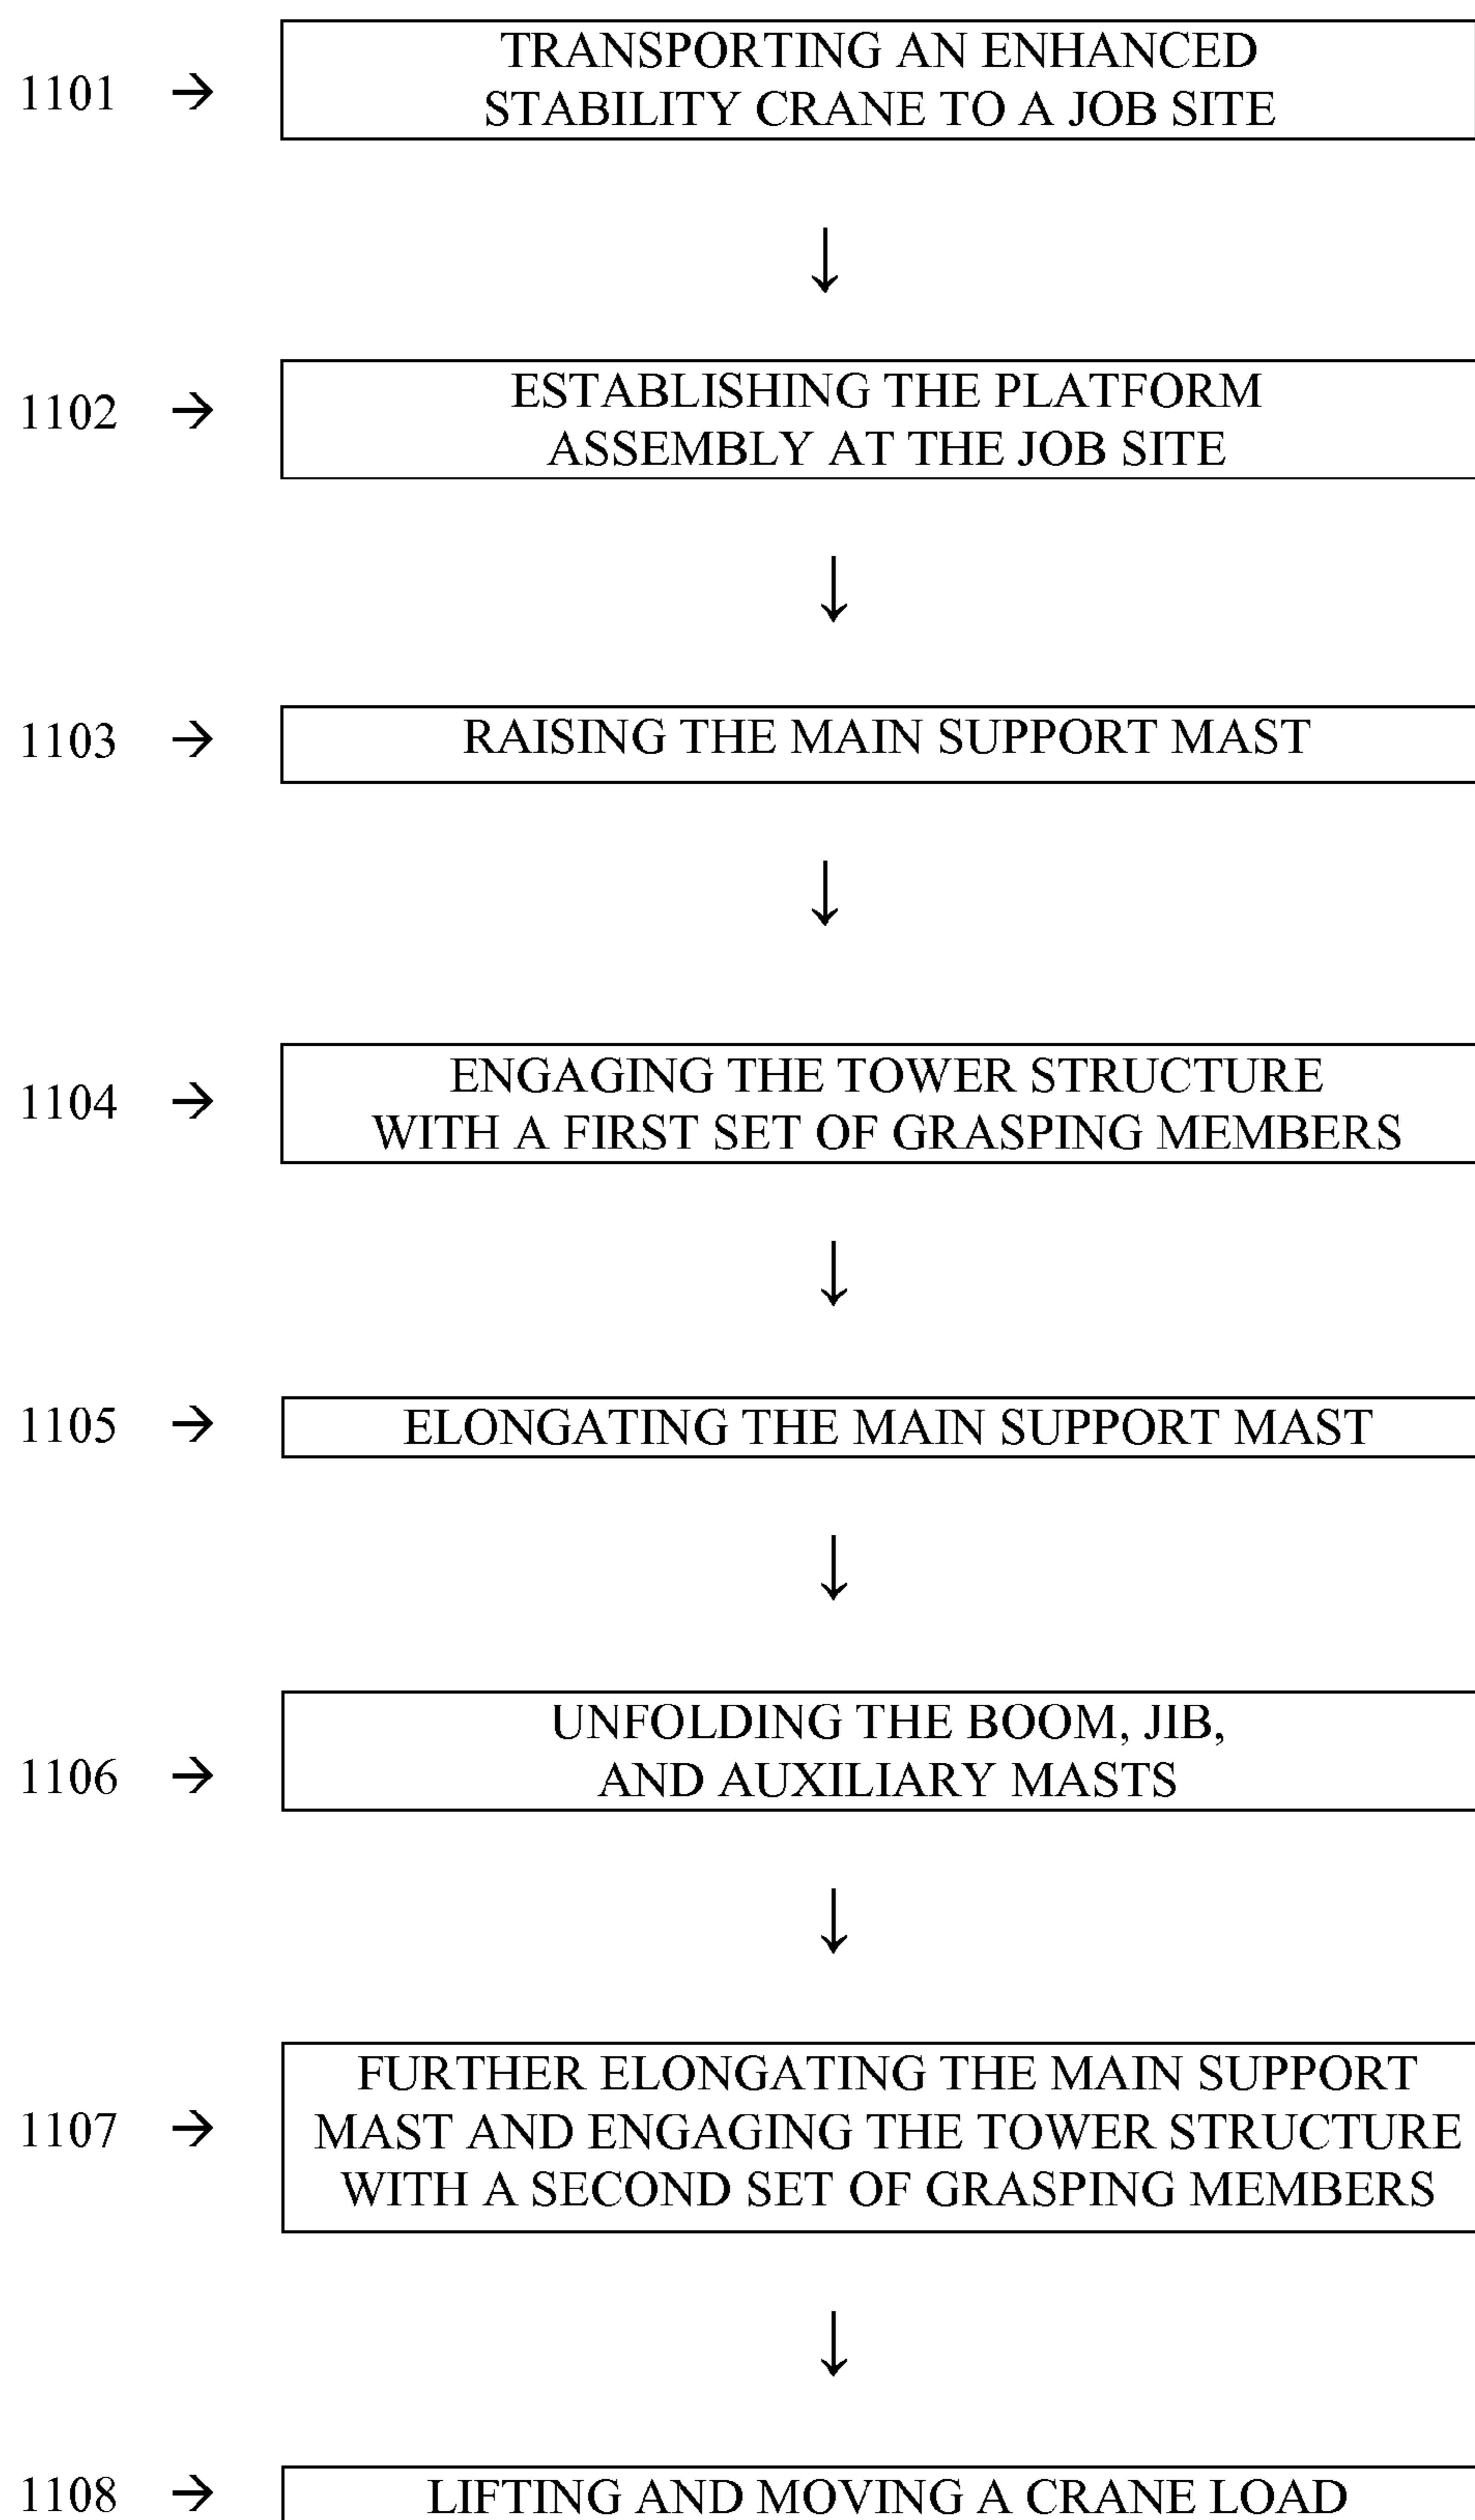 TRANSPORTING AN ENHANCED
1101 → STABILITY CRANE TO A JOB SITE
↓
ESTABLISHING THE PLATFORM
1102 → ASSEMBLY AT THE JOB SITE
↓
1103 → RAISING THE MAIN SUPPORT MAST
↓
ENGAGING THE TOWER STRUCTURE
1104 → WITH A FIRST SET OF GRASPING MEMBERS
↓
1105 → ELONGATING THE MAIN SUPPORT MAST
↓
UNFOLDING THE BOOM, JIB,
1106 → AND AUXILIARY MASTS
↓
FURTHER ELONGATING THE MAIN SUPPORT
1107 → MAST AND ENGAGING THE TOWER STRUCTURE
WITH A SECOND SET OF GRASPING MEMBERS
↓
1108 → LIFTING AND MOVING A CRANE LOAD